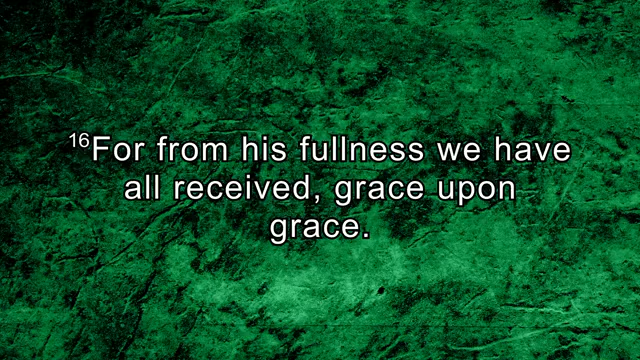 ¹⁶For from his fullness we have
all received, grace upon
grace.